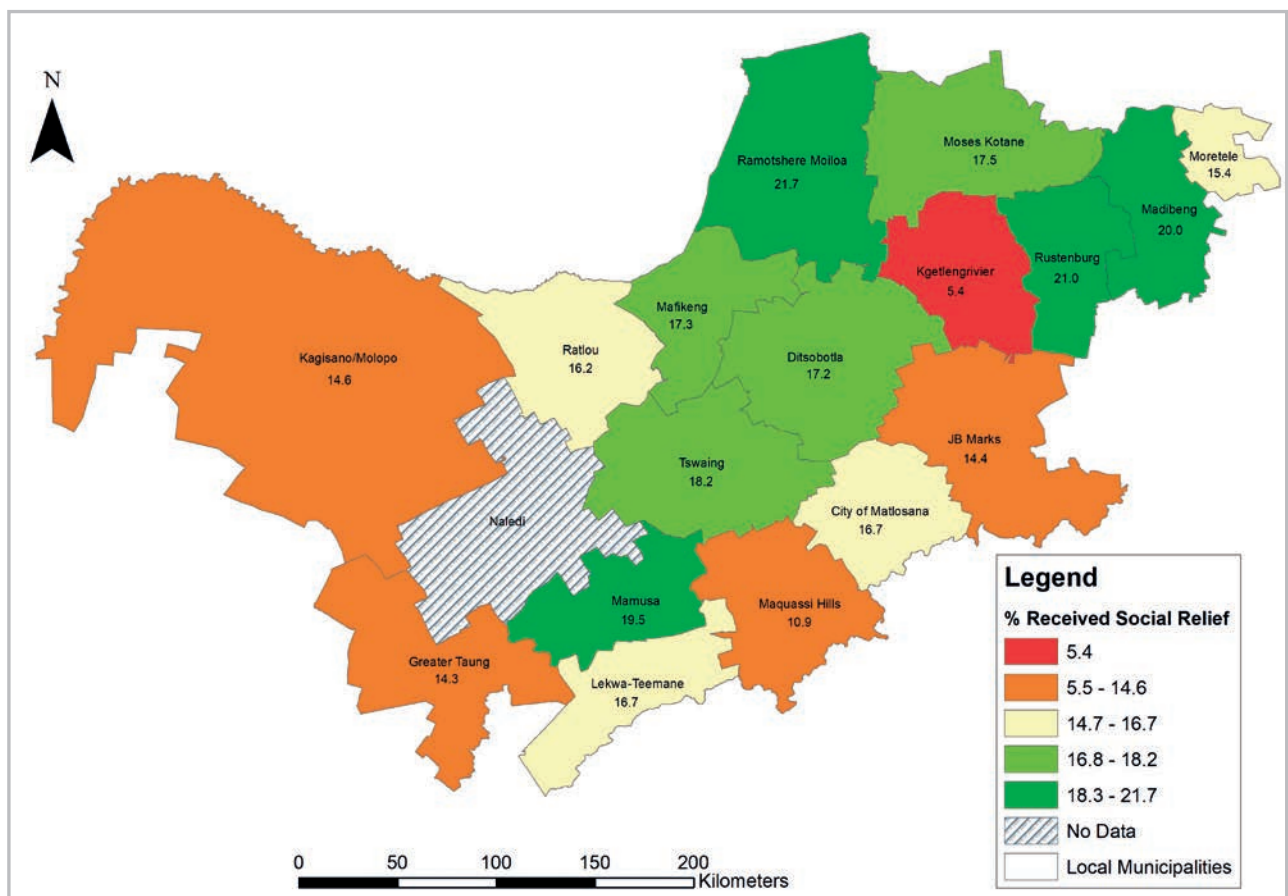 N
Ramotshere Moiloa
21.7
Moses Kotane
17.5
Moretele
15.4
Madibeng
20.0
Rustenburg
21.0
Kgetlengrivier
5.4
Mafikeng
17.3
Ratlou
16.2
Ditsobotla
17.2
Kagisano/Molopo
14.6
JB Marks
14.4
Tswaing
18.2
City of Matlosana
16.7
Naledi
Mamusa
19.5
Maquassi Hills
10.9
Greater Taung
14.3
Lekwa-Teemane
16.7
Legend
% Received Social Relief
5.4
5.5 - 14.6
14.7 - 16.7
16.8 - 18.2
18.3 - 21.7
No Data
Local Municipalities
0 50 100 150 200
Kilometers